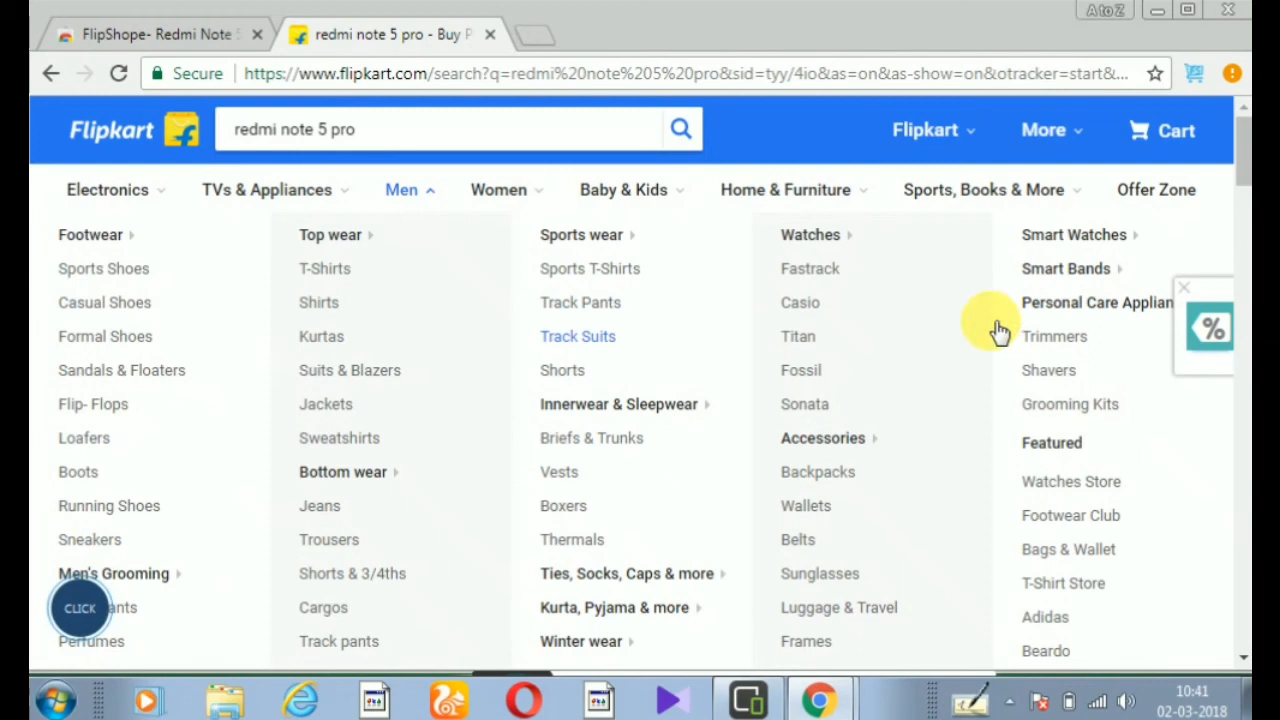 AtoZ
FlipShope- Redmi Note
redmi note 5 pro - Buy P
Secure https://www.flipkart.com/search?q=redmi%20note%205%20pro&sid=tyy/4io&as=on&as-show=on&otracker=start&...
Flipkart redmi note 5 pro Flipkart More Cart
Electronics TVs & Appliances Men Women Baby & Kids Home & Furniture Sports, Books & More Offer Zone
Footwear
Sports Shoes
Casual Shoes
Formal Shoes
Sandals & Floaters
Flip- Flops
Loafers
Boots
Running Shoes
Sneakers
Men's Grooming
CLICK
Perfumes
Top wear
T-Shirts
Shirts
Kurtas
Suits & Blazers
Jackets
Sweatshirts
Bottom wear
Jeans
Trousers
Shorts & 3/4ths
Cargos
Track pants
Sports wear
Sports T-Shirts
Track Pants
Track Suits
Shorts
Innerwear & Sleepwear
Briefs & Trunks
Vests
Boxers
Thermals
Ties, Socks, Caps & more
Kurta, Pyjama & more
Winter wear
Watches
Fastrack
Casio
Titan
Fossil
Sonata
Accessories
Backpacks
Wallets
Belts
Sunglasses
Luggage & Travel
Frames
Smart Watches
Smart Bands
Personal Care Applian
Trimmers
Shavers
Grooming Kits
Featured
Watches Store
Footwear Club
Bags & Wallet
T-Shirt Store
Adidas
Beardo
%
10:41
02-03-2018